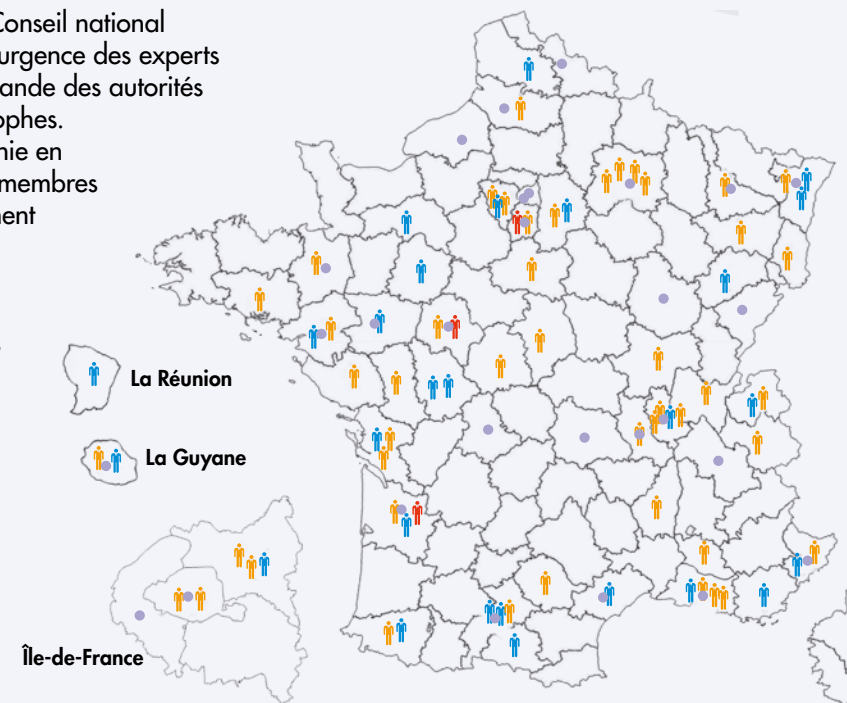 Conseil national
urgence des experts
ande des autorités
ophes.
nie en
membres
ent
La Réunion
La Guyane
Île-de-France